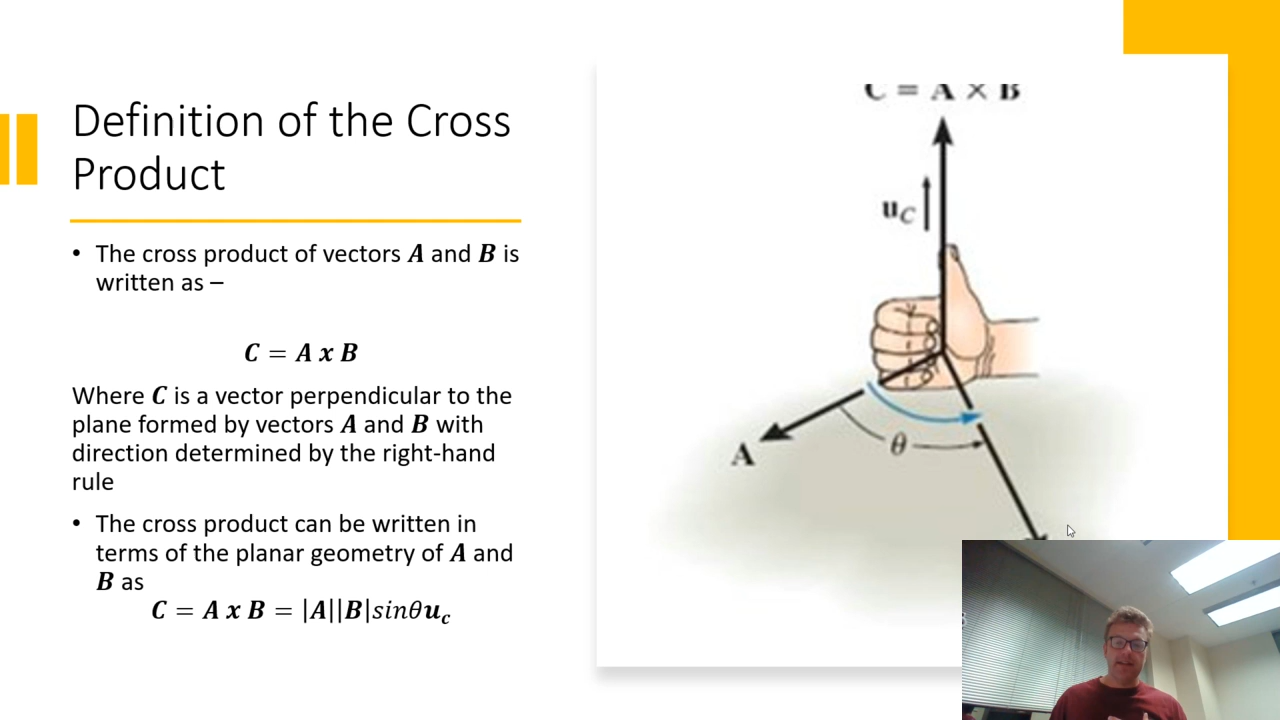 Definition of the Cross
Product
• The cross product of vectors A and B is
written as –
C = A x B
Where C is a vector perpendicular to the
plane formed by vectors A and B with
direction determined by the right-hand
rule
• The cross product can be written in
terms of the planar geometry of A and
B as
C = A x B = |A||B|sinθu_c
C = A × B
u_C
A
θ